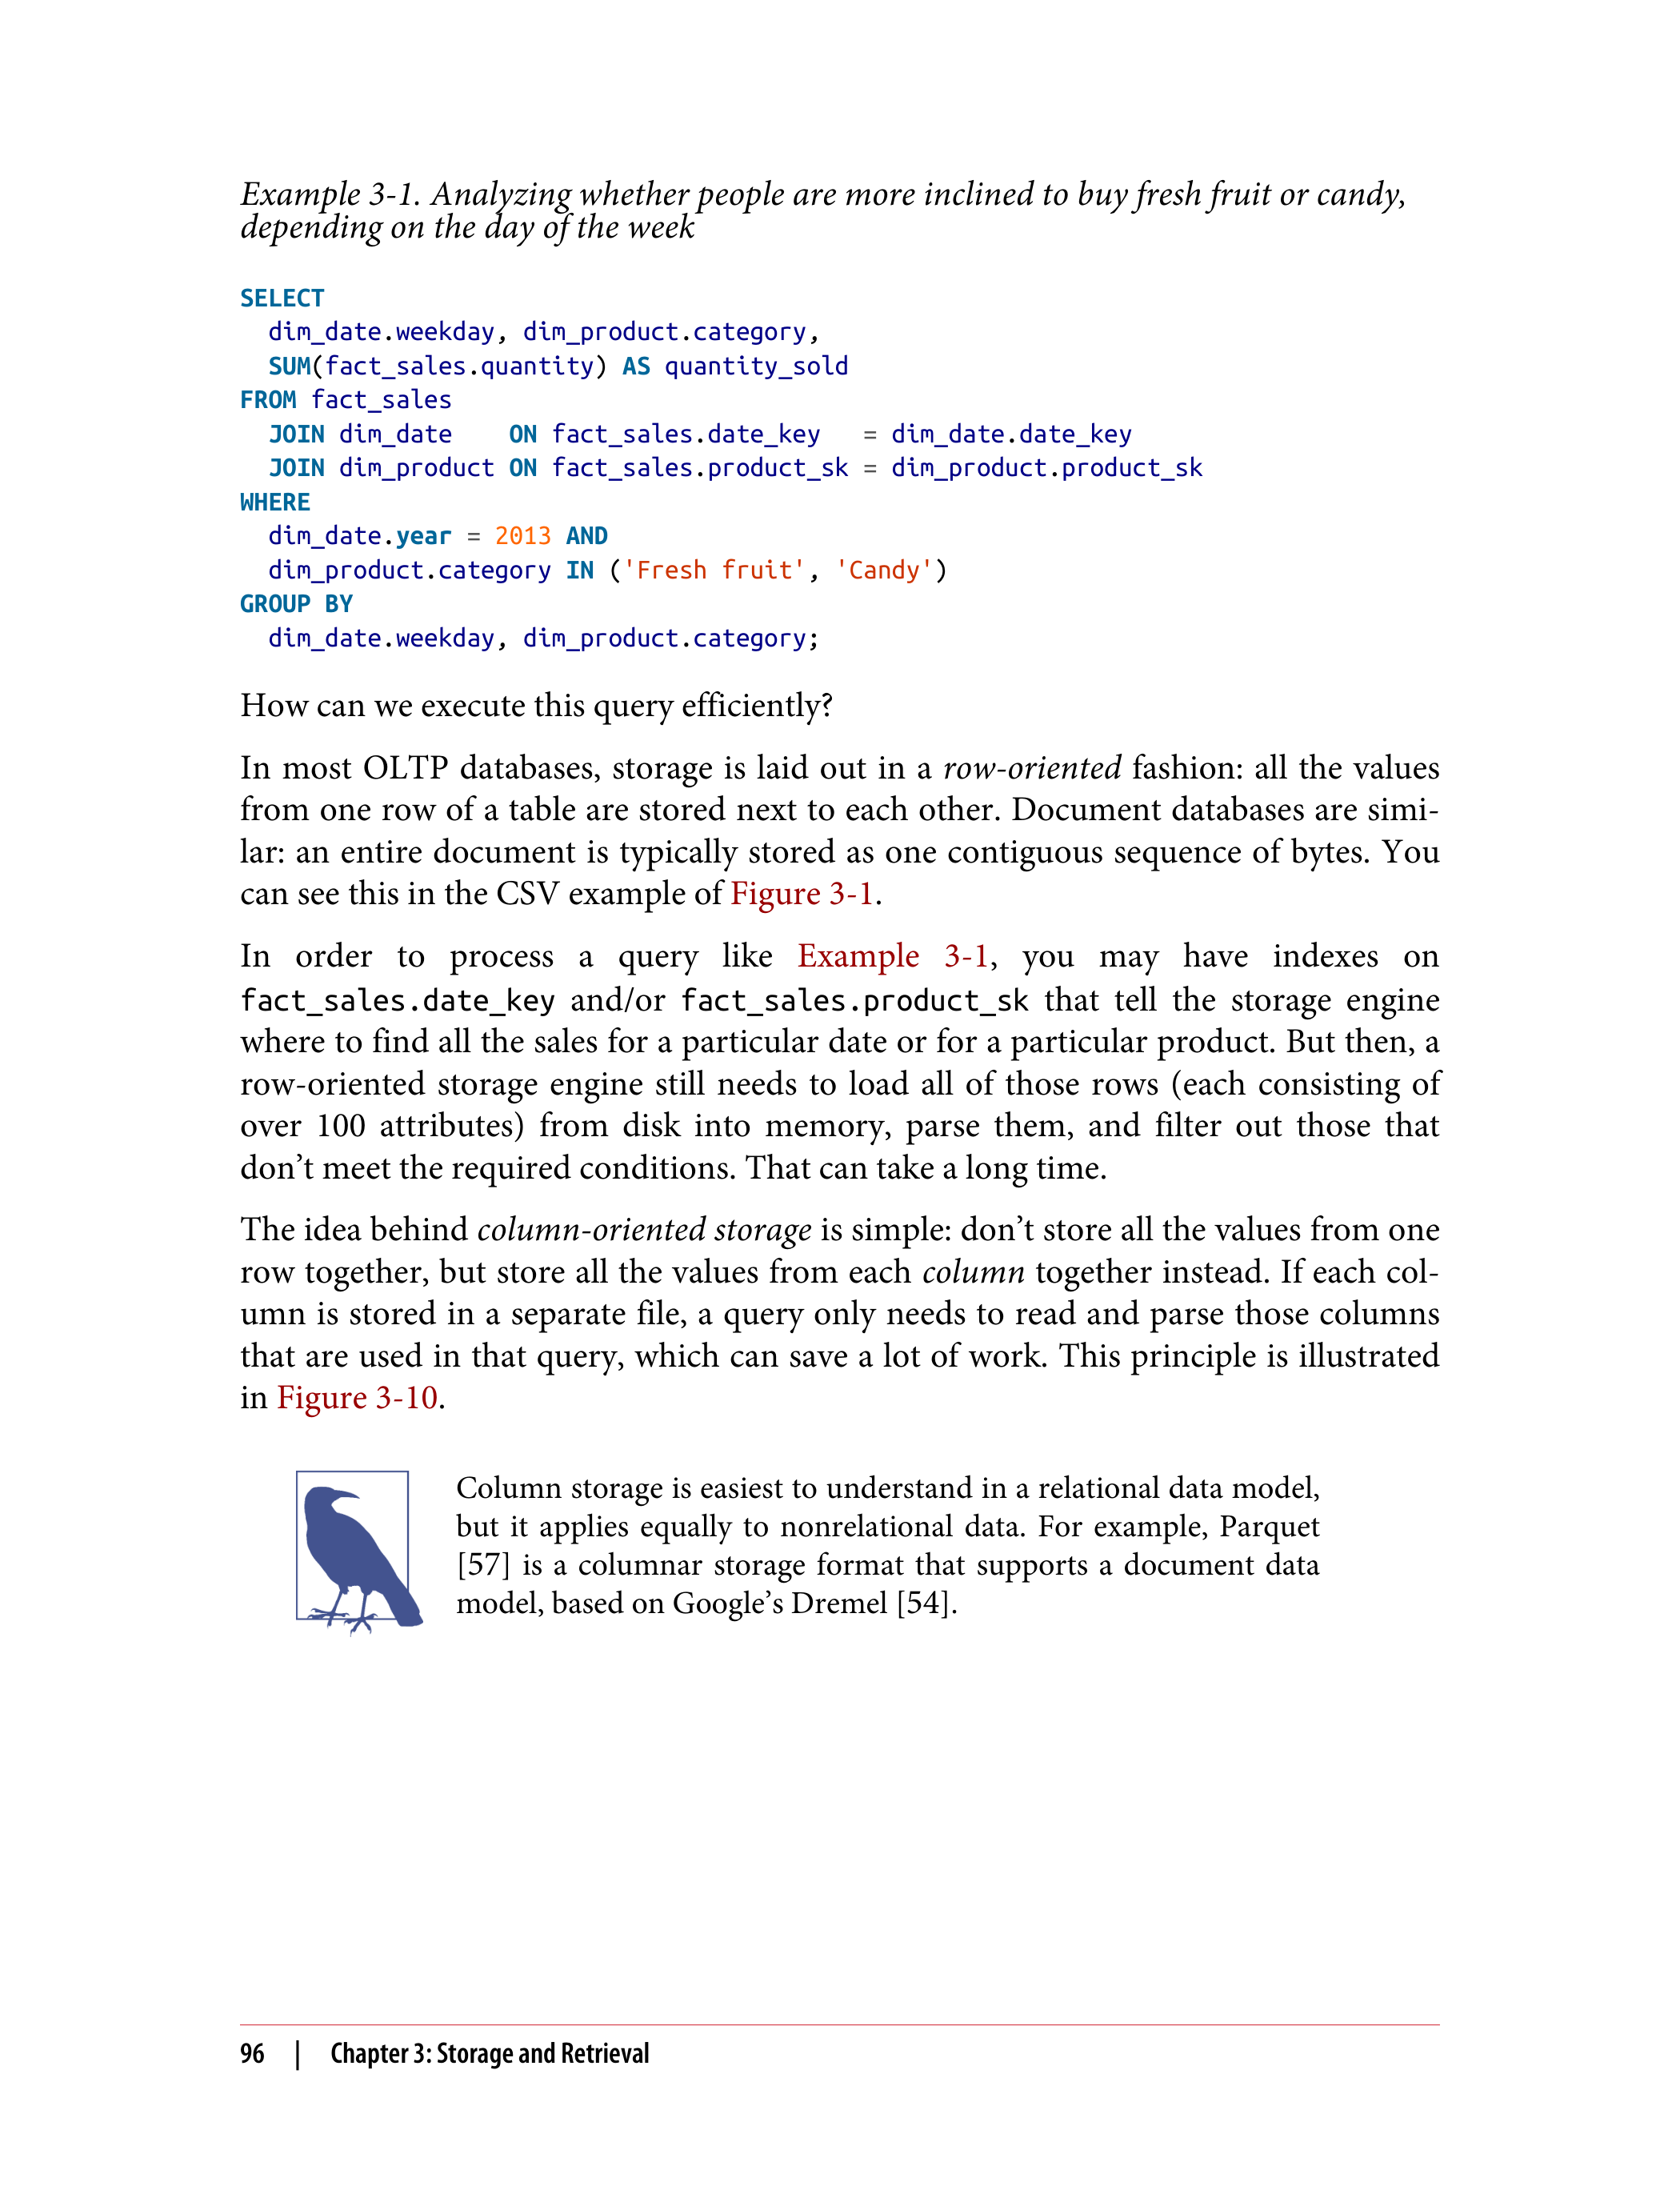 Example 3-1. Analyzing whether people are more inclined to buy fresh fruit or candy,
depending on the day of the week
SELECT
  dim_date.weekday, dim_product.category,
  SUM(fact_sales.quantity) AS quantity_sold
FROM fact_sales
  JOIN dim_date    ON fact_sales.date_key   = dim_date.date_key
  JOIN dim_product ON fact_sales.product_sk = dim_product.product_sk
WHERE
  dim_date.year = 2013 AND
  dim_product.category IN ('Fresh fruit', 'Candy')
GROUP BY
  dim_date.weekday, dim_product.category;
How can we execute this query efficiently?
In most OLTP databases, storage is laid out in a row-oriented fashion: all the values
from one row of a table are stored next to each other. Document databases are simi-
lar: an entire document is typically stored as one contiguous sequence of bytes. You
can see this in the CSV example of Figure 3-1.
In order to process a query like Example 3-1, you may have indexes on
fact_sales.date_key and/or fact_sales.product_sk that tell the storage engine
where to find all the sales for a particular date or for a particular product. But then, a
row-oriented storage engine still needs to load all of those rows (each consisting of
over 100 attributes) from disk into memory, parse them, and filter out those that
don’t meet the required conditions. That can take a long time.
The idea behind column-oriented storage is simple: don’t store all the values from one
row together, but store all the values from each column together instead. If each col-
umn is stored in a separate file, a query only needs to read and parse those columns
that are used in that query, which can save a lot of work. This principle is illustrated
in Figure 3-10.
Column storage is easiest to understand in a relational data model,
but it applies equally to nonrelational data. For example, Parquet
[57] is a columnar storage format that supports a document data
model, based on Google’s Dremel [54].
96 | Chapter 3: Storage and Retrieval